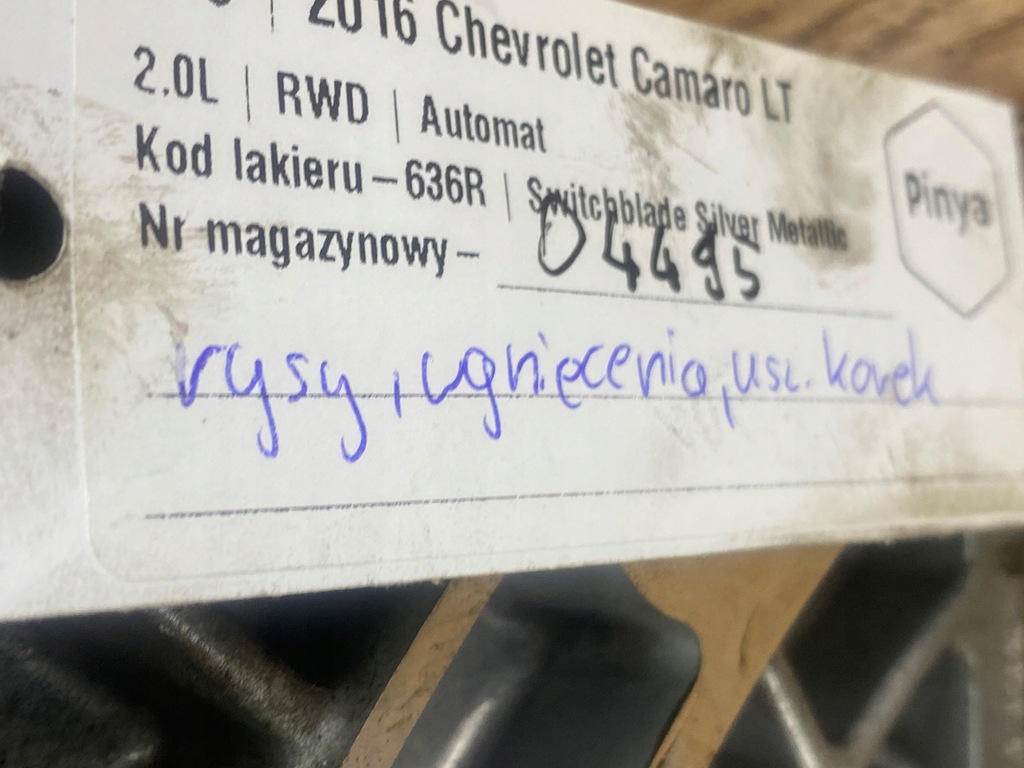 2016 Chevrolet Camaro LT
2.0L | RWD | Automat
Kod lakieru – 636R | Switchblade Silver Metallic
Nr magazynowy – 04495
Pinya
rysy, ugniecenia, usz. korek